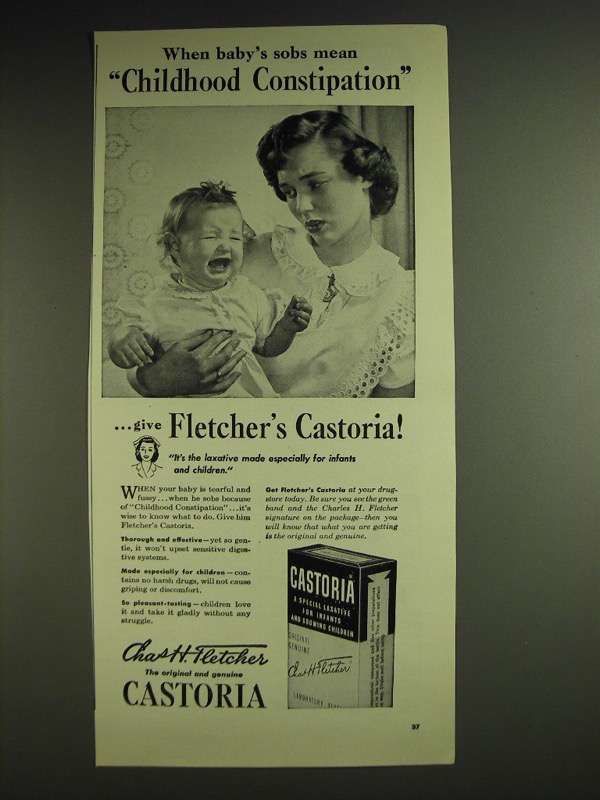 When baby's sobs mean
"Childhood Constipation"
...give Fletcher's Castoria!
"It's the laxative made especially for infants
and children."
WHEN your baby is tearful and
fussy...when he sobs because
of "Childhood Constipation"...it's
wise to know what to do. Give him
Fletcher's Castoria.
Thorough and effective—yet so gen-
tle, it won't upset sensitive diges-
tive systems.
Made especially for children—con-
tains no harsh drugs, will not cause
griping or discomfort.
So pleasant-tasting—children love
it and take it gladly without any
struggle.
Chas H. Fletcher
The original and genuine
CASTORIA
Get Fletcher's Castoria at your drug-
store today. Be sure you see the green
band and the Charles H. Fletcher
signature on the package—then you
will know that what you are getting
is the original and genuine.
CASTORIA
A SPECIAL LAXATIVE
FOR INFANTS
AND GROWING CHILDREN
ORIGINAL
GENUINE
Chas H. Fletcher
LABORATORY
97